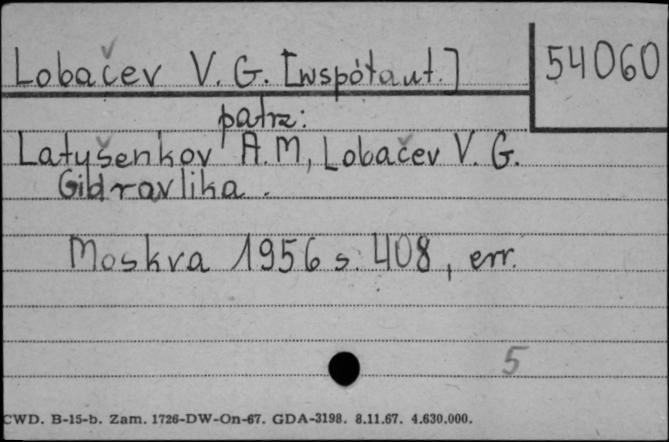 Lobačev V. G. [współaut.]
54060
patrz:
Latyšenkov A. M, Lobačev V. G.
Gidravlika.
Moskva 1956 s. 408, err.
5
CWD. B-15-b. Zam. 1726-DW-On-67. GDA-3198. 8.11.67. 4.630.000.